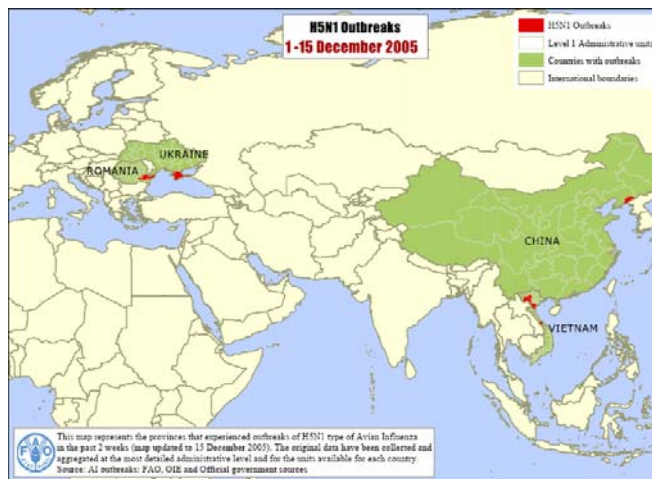 H5N1 Outbreaks
1 -15 December 2005
H5N1 Outbreaks
Level 1 Administrative units
Countries with outbreaks
International boundaries
UKRAINE
ROMANIA
CHINA
VIETNAM
FAO
This map represents the provinces that experienced outbreaks of H5N1 type of Avian Influenza
in the past 2 weeks (map updated to 15 December 2005). The original data have been collected and
aggregated at the most detailed administrative level and for the units available for each country.
Source: AI outbreaks: FAO, OIE and Official government sources